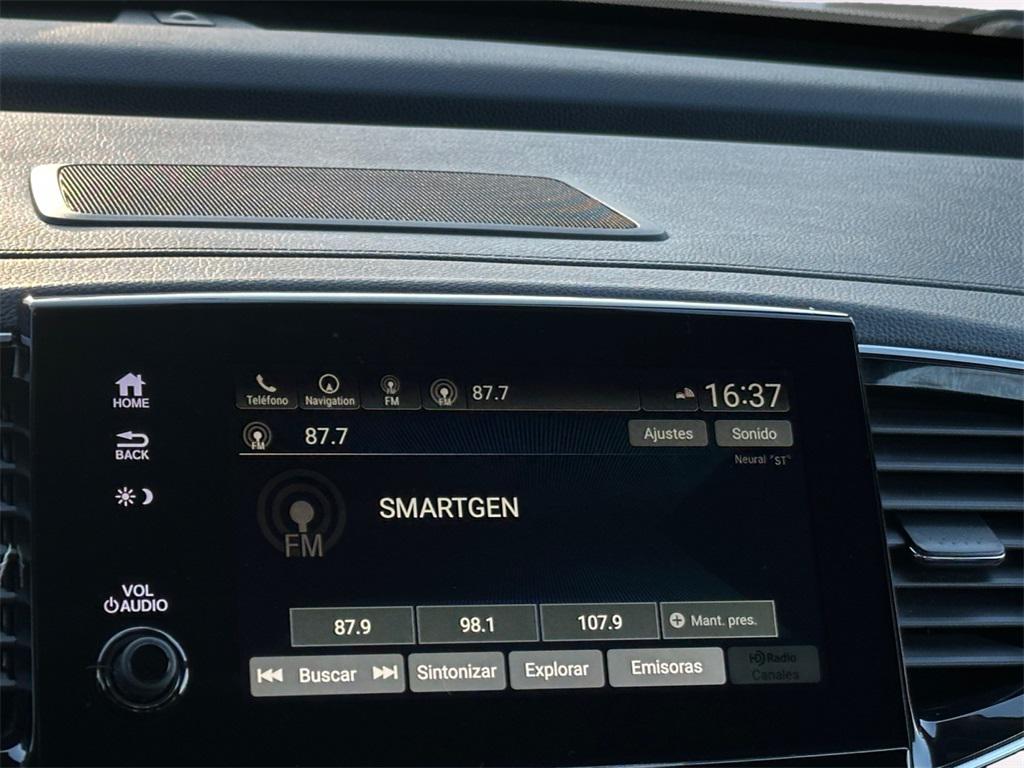 HOME
BACK
VOL
AUDIO
Teléfono
Navigation
FM
FM
87.7
16:37
FM
87.7
Ajustes
Sonido
Neural "ST"
FM
SMARTGEN
87.9
98.1
107.9
Mant. pres.
Buscar
Sintonizar
Explorar
Emisoras
HD Radio
Canales